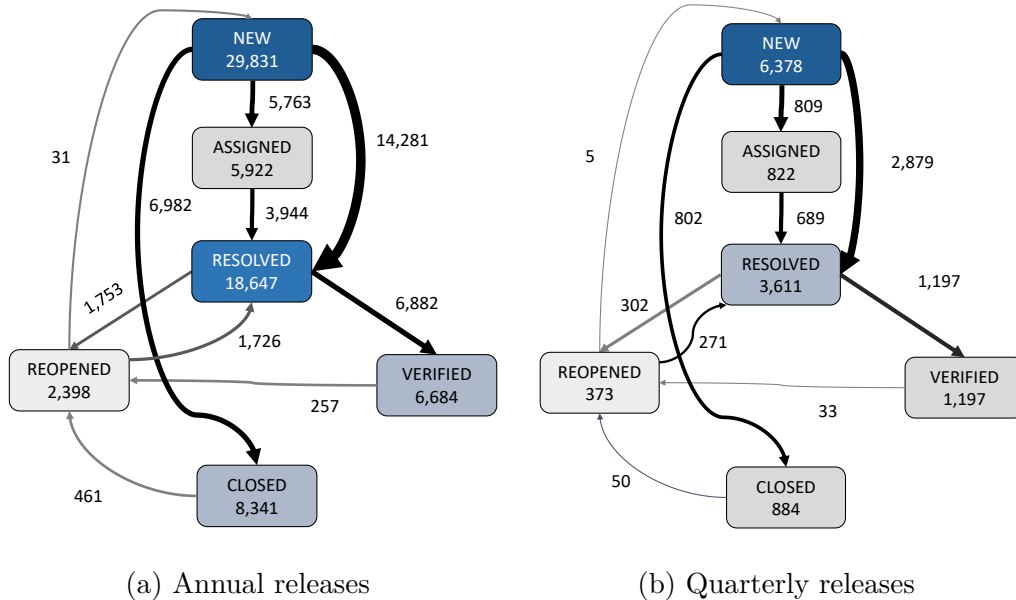 NEW
29,831
5,763
14,281
31
ASSIGNED
5,922
6,982
3,944
RESOLVED
18,647
1,753
6,882
1,726
REOPENED
2,398
VERIFIED
6,684
257
461
CLOSED
8,341
(a) Annual releases
NEW
6,378
809
2,879
5
ASSIGNED
822
802
689
RESOLVED
3,611
1,197
302
271
REOPENED
373
VERIFIED
1,197
33
50
CLOSED
884
(b) Quarterly releases